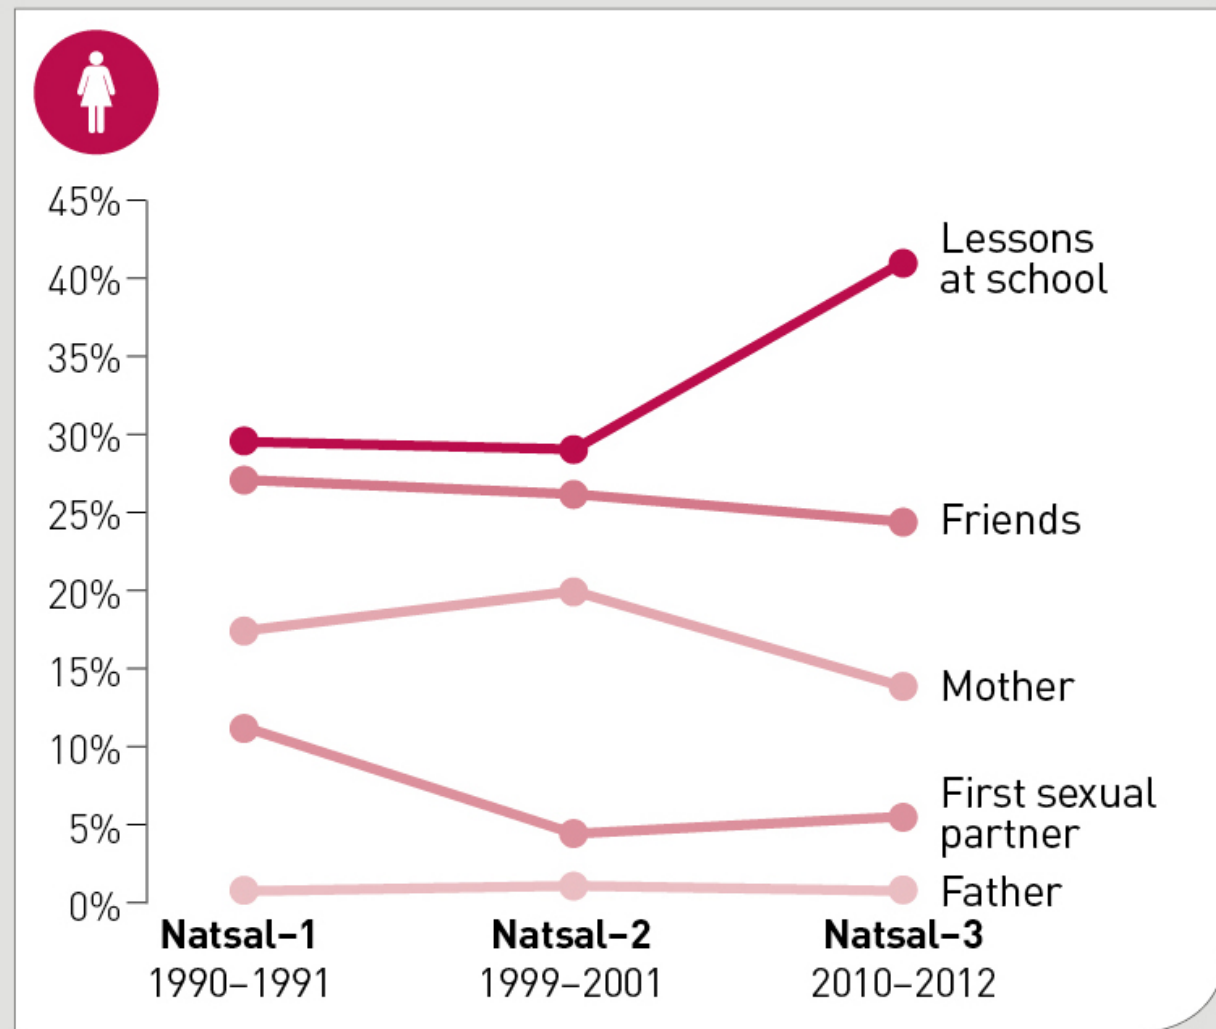 45%
40%
35%
30%
25%
20%
15%
10%
5%
0%
Lessons
at school
Friends
Mother
First sexual
partner
Father
Natsal–1
1990–1991
Natsal–2
1999–2001
Natsal–3
2010–2012